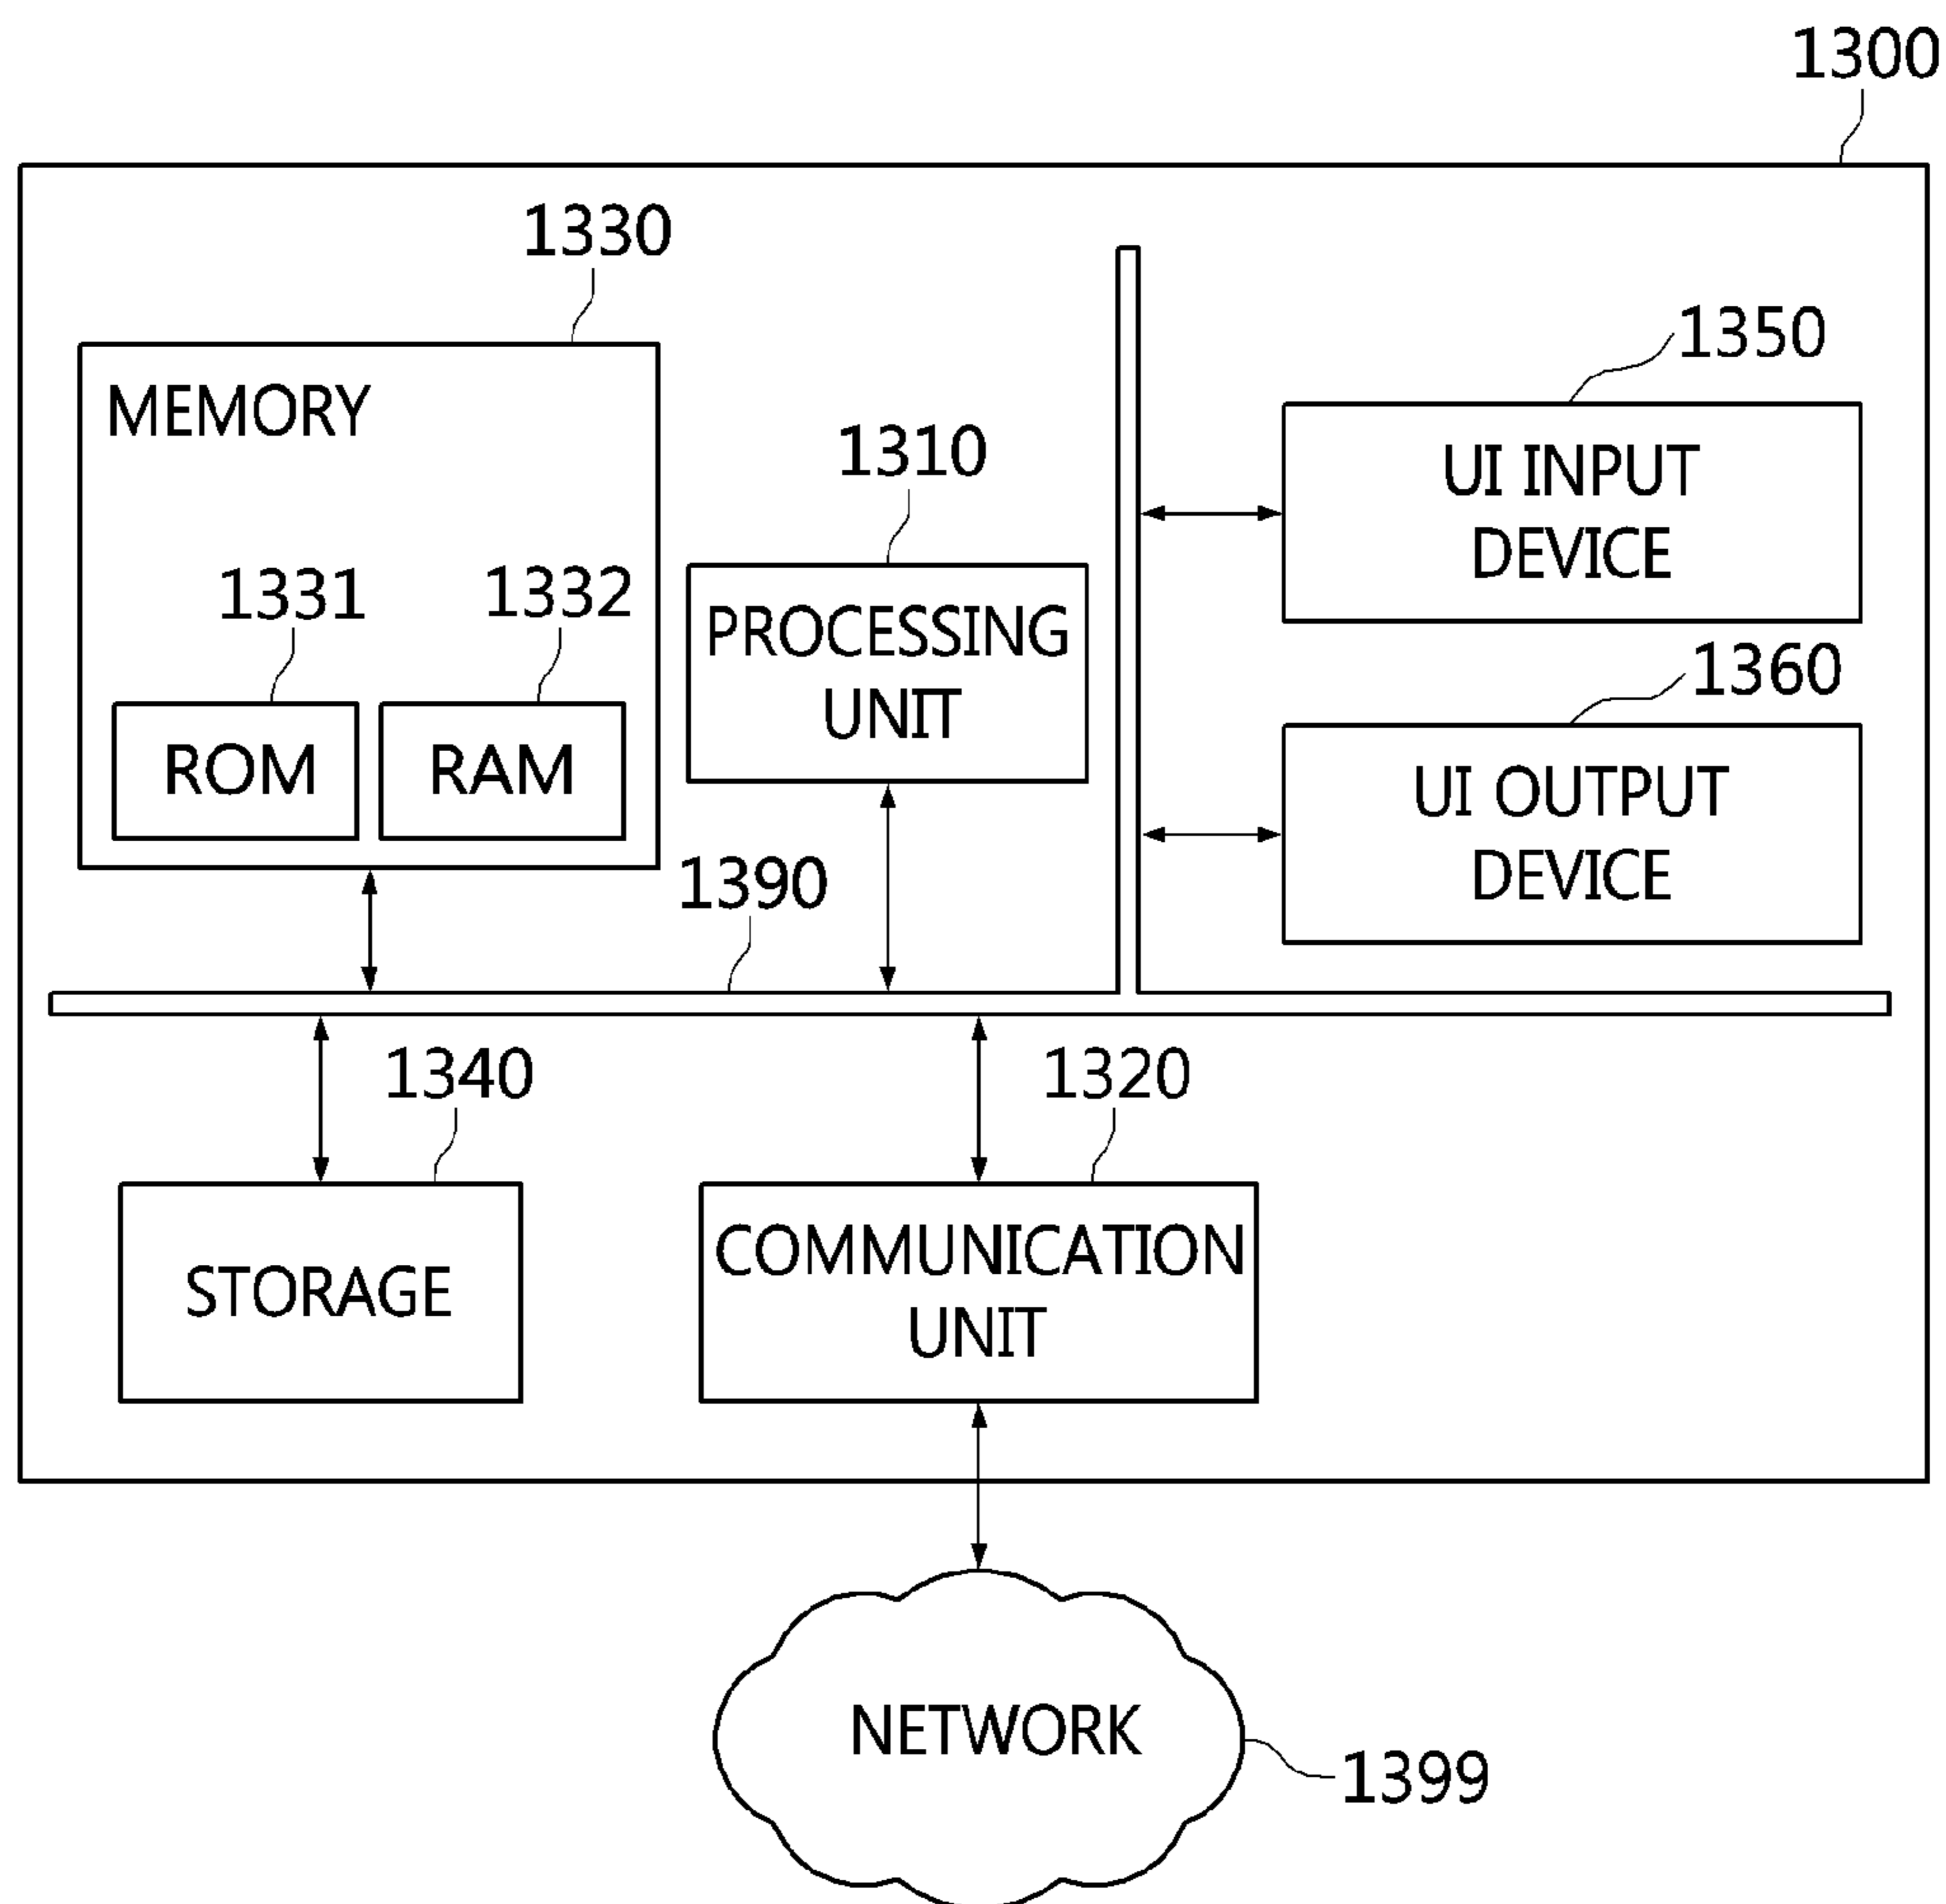 1300
1330
MEMORY
1350
1310
UI INPUT
DEVICE
1331
1332
PROCESSING
UNIT
1360
ROM
RAM
UI OUTPUT
DEVICE
1390
1340
1320
STORAGE
COMMUNICATION
UNIT
NETWORK
1399